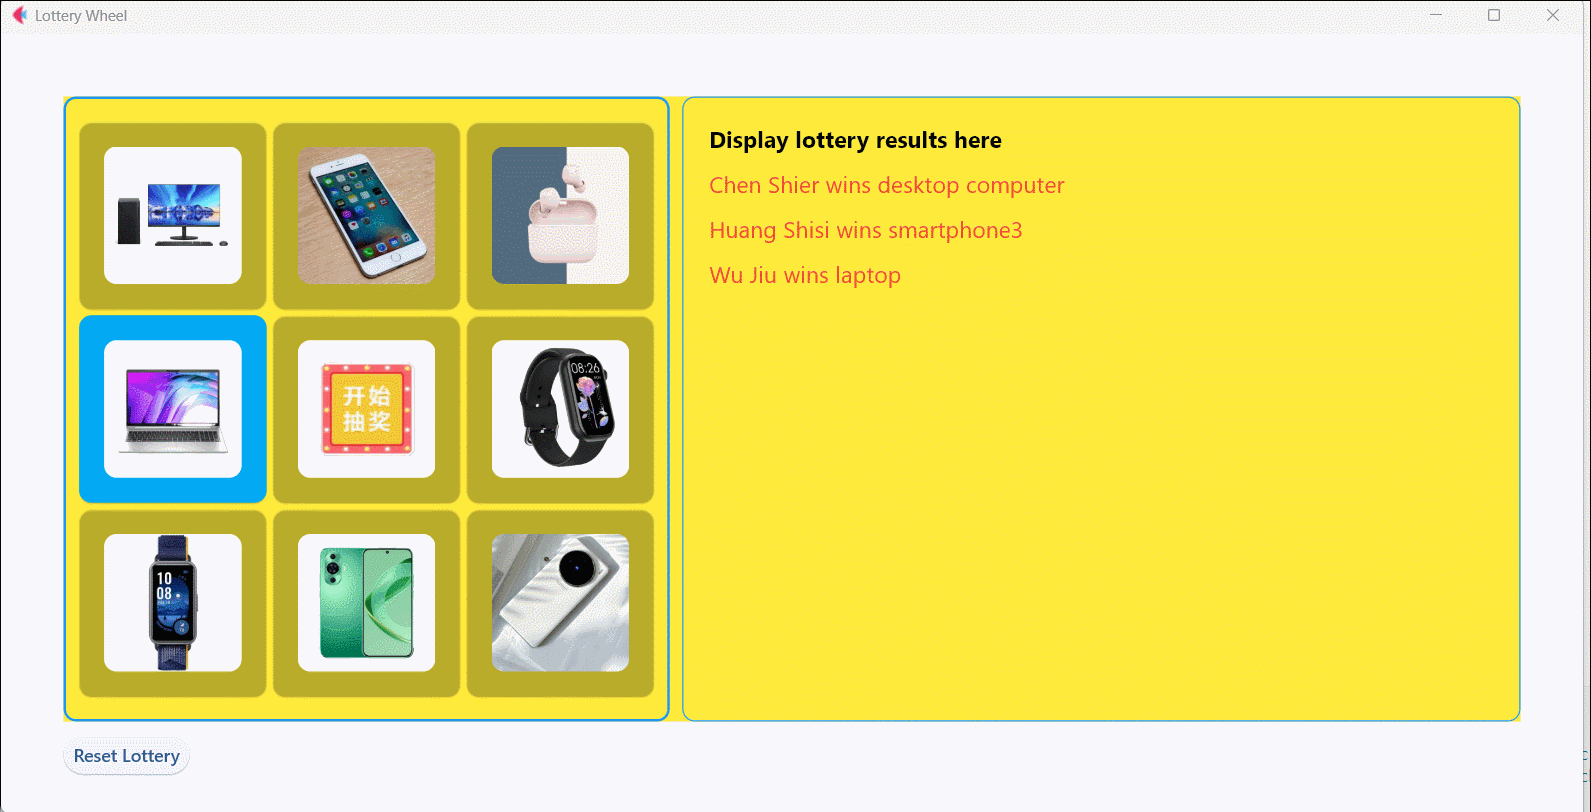 Lottery Wheel
Display lottery results here
Chen Shier wins desktop computer
Huang Shisi wins smartphone3
Wu Jiu wins laptop
开始
抽奖
08:26
10
08
Reset Lottery